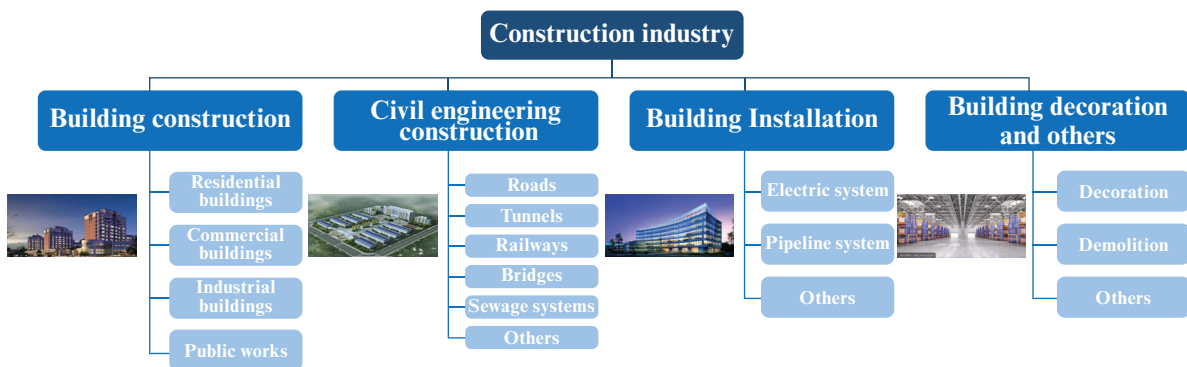 Construction industry
Building construction
Civil engineering
construction
Building Installation
Building decoration
and others
Residential
buildings
Commercial
buildings
Industrial
buildings
Public works
Roads
Tunnels
Railways
Bridges
Sewage systems
Others
Electric system
Pipeline system
Others
Decoration
Demolition
Others